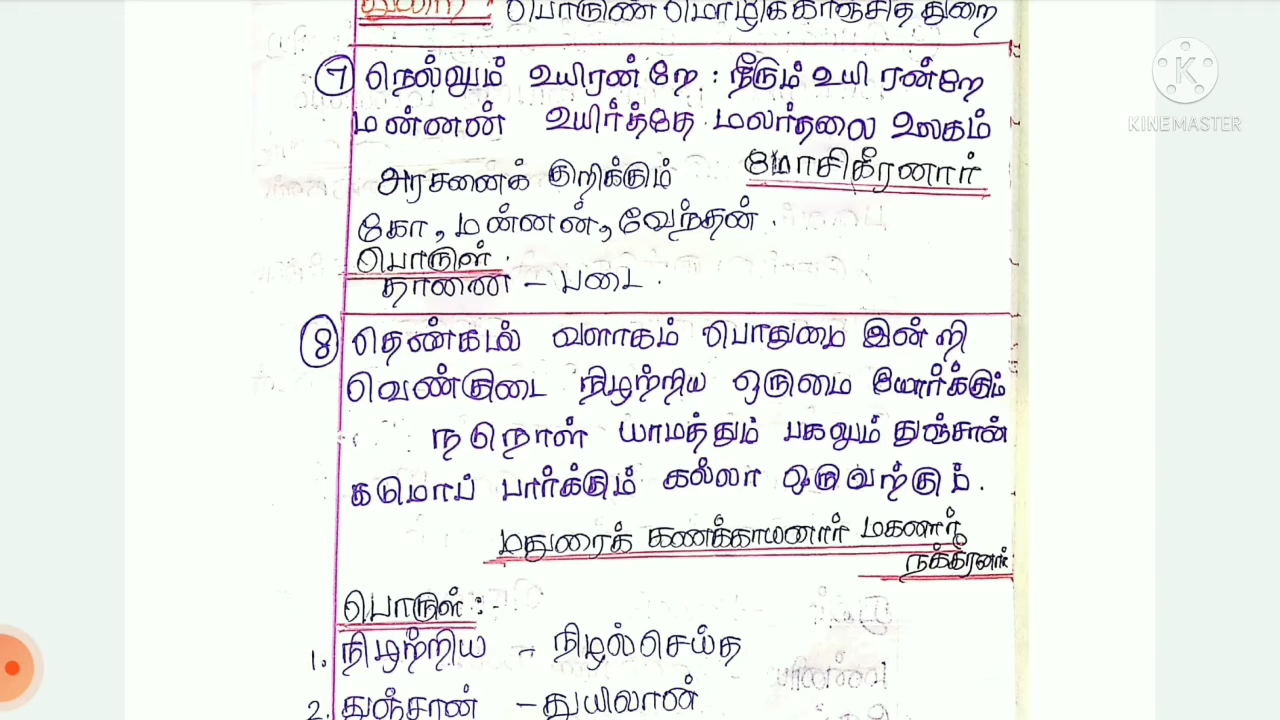 துறை : பொருண் மொழிக்காஞ்சித் துறை
7 நெல்லும் உயிரன்றே : நீரும் உயிரன்றே
மன்னன் உயிர்த்தே மலர்தலை உலகம்
மோசிகீரனார்
அரசனைக் குறிக்கும்
கோ, மன்னன், வேந்தன்.
பொருள்.
தானை – படை.
8 தெண்கடல் வளாகம் பொதுமை இன்றி
வெண்குடை நிழற்றிய ஒருமை யோர்க்கும்
நடுநாள் யாமத்தும் பகலும் துஞ்சான்
கடுமாப் பார்க்கும் கல்லா ஒருவற்கும்.
மதுரைக் கணக்காயனார் மகனார்
நக்கீரனார்
பொருள் :-
1. நிழற்றிய - நிழல்செய்த
2. துஞ்சான் - துயிலான்
KINEMASTER